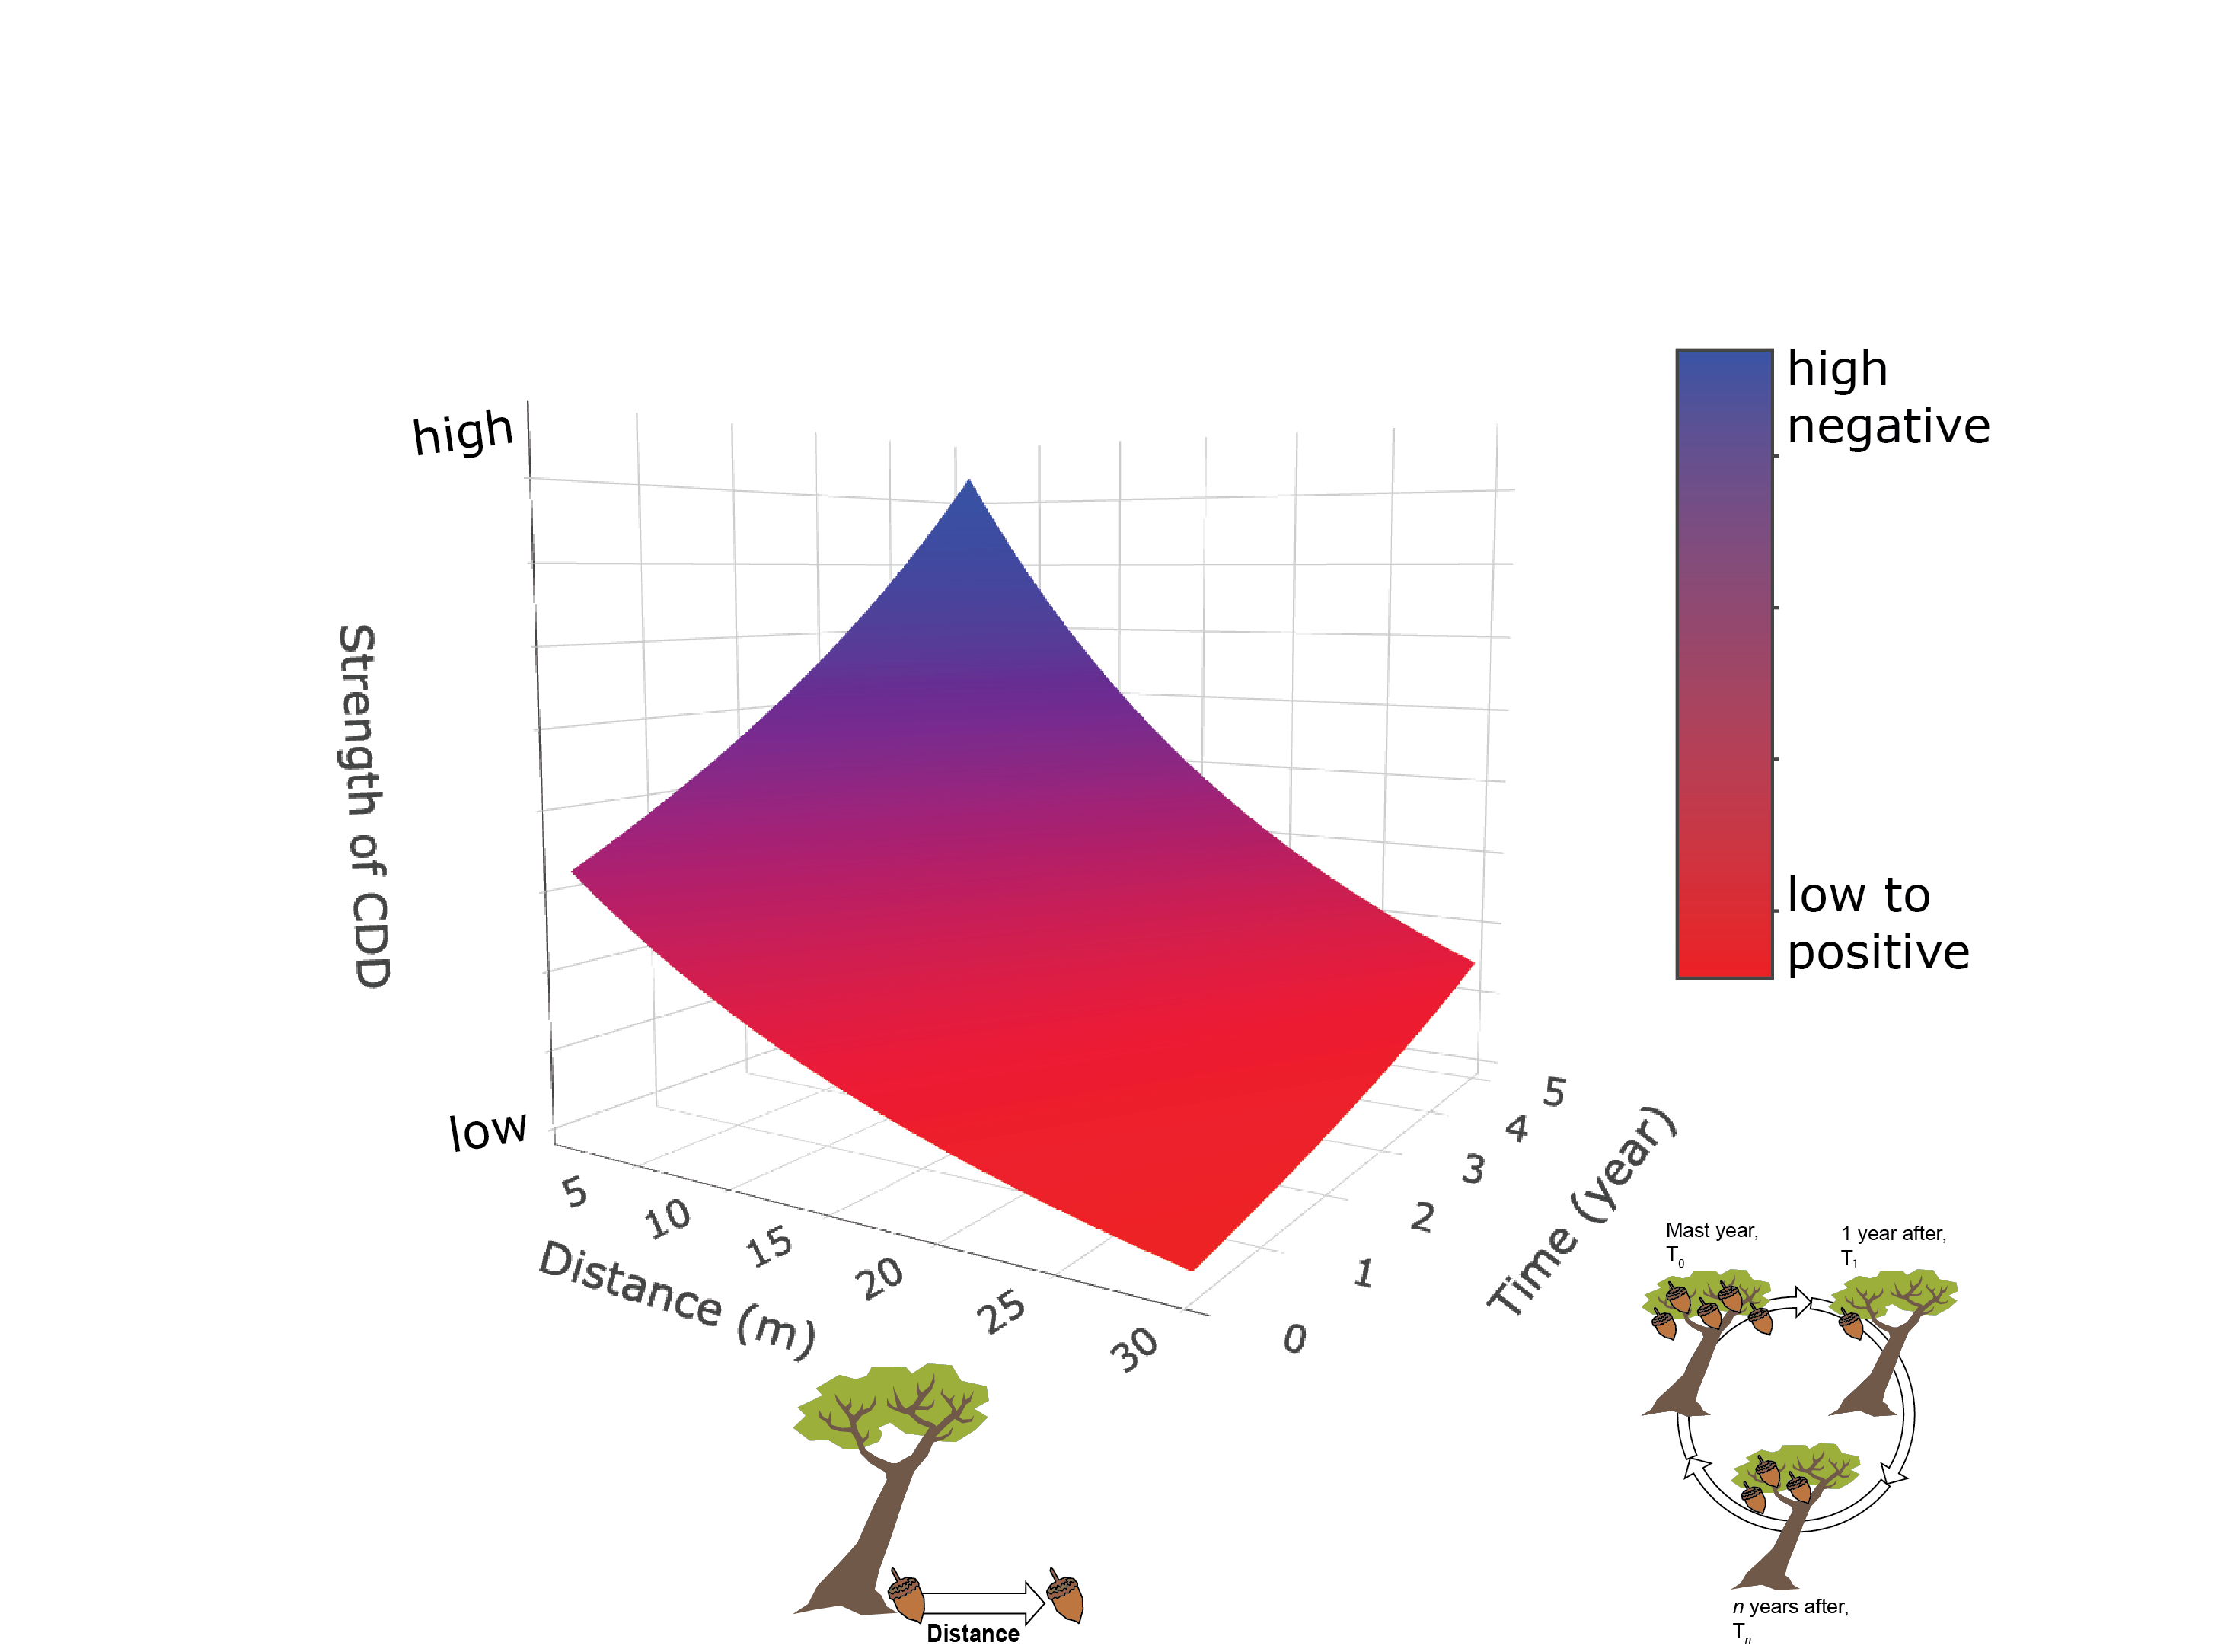 high
low
Strength of CDD
high
negative
low to
positive
5
10
15
20
25
30
Distance (m)
0
1
2
3
4
5
Time (year)
Mast year,
T0
1 year after,
T1
n years after,
Tn
Distance